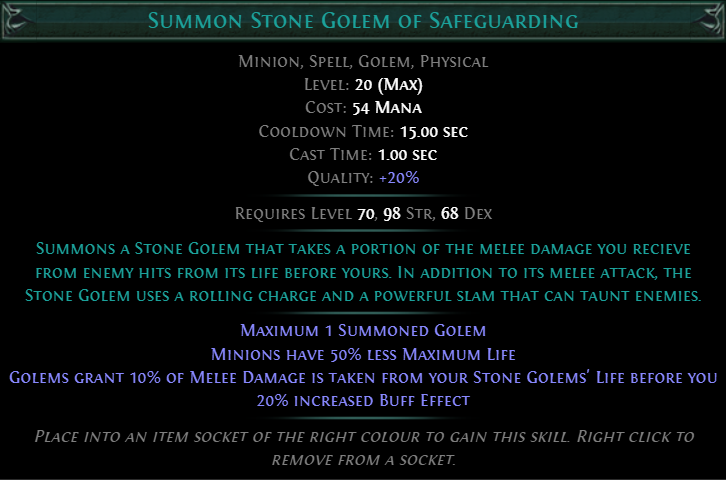 Summon Stone Golem of Safeguarding
Minion, Spell, Golem, Physical
Level: 20 (Max)
Cost: 54 Mana
Cooldown Time: 15.00 sec
Cast Time: 1.00 sec
Quality: +20%
Requires Level 70, 98 Str, 68 Dex
Summons a Stone Golem that takes a portion of the melee damage you recieve
from enemy hits from its life before yours. In addition to its melee attack, the
Stone Golem uses a rolling charge and a powerful slam that can taunt enemies.
Maximum 1 Summoned Golem
Minions have 50% less Maximum Life
Golems grant 10% of Melee Damage is taken from your Stone Golems' Life before you
20% increased Buff Effect
Place into an item socket of the right colour to gain this skill. Right click to
remove from a socket.